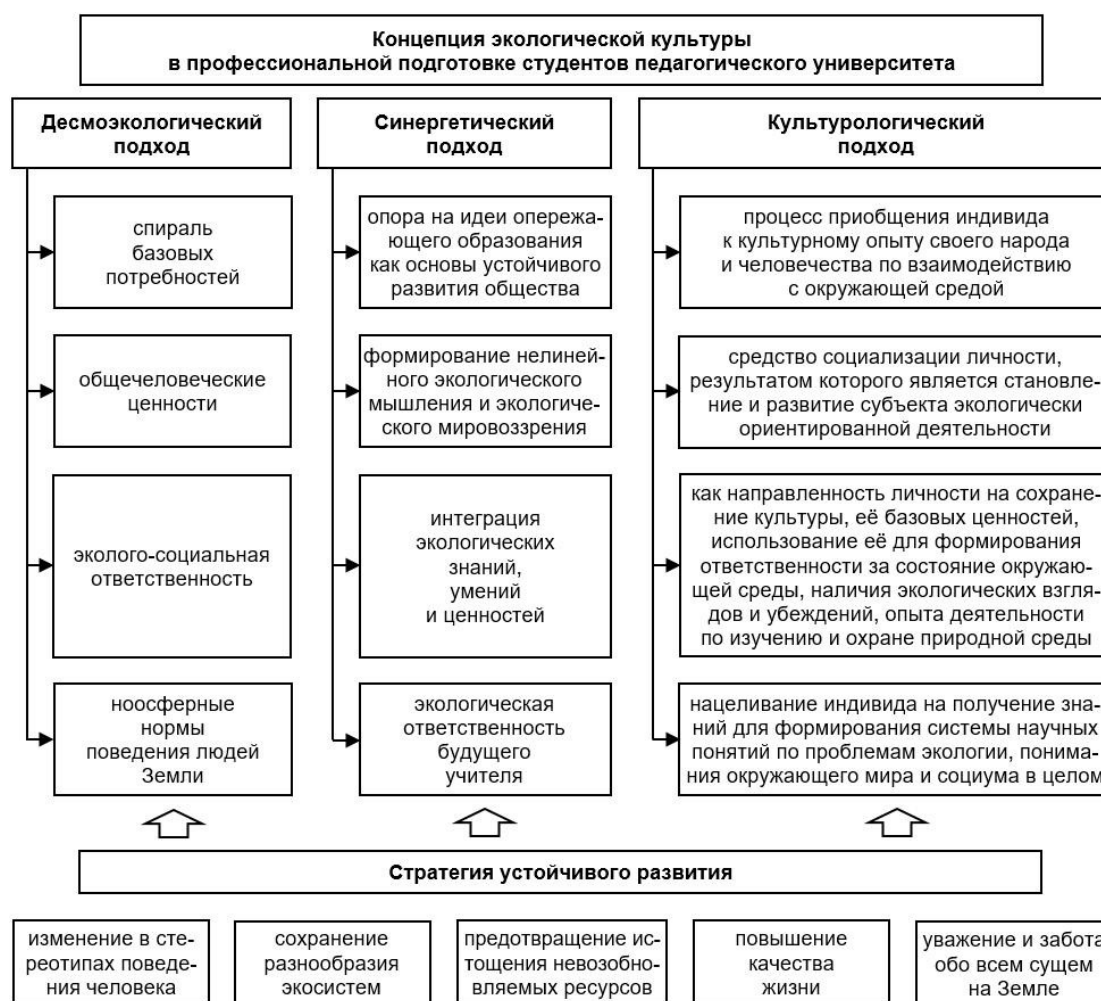 Концепция экологической культуры
в профессиональной подготовке студентов педагогического университета
Десмоэкологический
подход
спираль
базовых
потребностей
общечеловеческие
ценности
эколого-социальная
ответственность
ноосферные
нормы
поведения людей
Земли
Синергетический
подход
опора на идеи опережа-
ющего образования
как основы устойчивого
развития общества
формирование нелиней-
ного экологического
мышления и экологиче-
ского мировоззрения
интеграция
экологических
знаний,
умений
и ценностей
экологическая
ответственность
будущего
учителя
Культурологический
подход
процесс приобщения индивида
к культурному опыту своего народа
и человечества по взаимодействию
с окружающей средой
средство социализации личности,
результатом которого является становле-
ние и развитие субъекта экологически
ориентированной деятельности
как направленность личности на сохране-
ние культуры, её базовых ценностей,
использование её для формирования
ответственности за состояние окружаю-
щей среды, наличия экологических взгля-
дов и убеждений, опыта деятельности
по изучению и охране природной среды
нацеливание индивида на получение зна-
ний для формирования системы научных
понятий по проблемам экологии, понима-
ния окружающего мира и социума в целом
Стратегия устойчивого развития
изменение в сте-
реотипах поведе-
ния человека
сохранение
разнообразия
экосистем
предотвращение ис-
тощения невозобно-
вляемых ресурсов
повышение
качества
жизни
уважение и забота
обо всем сущем
на Земле